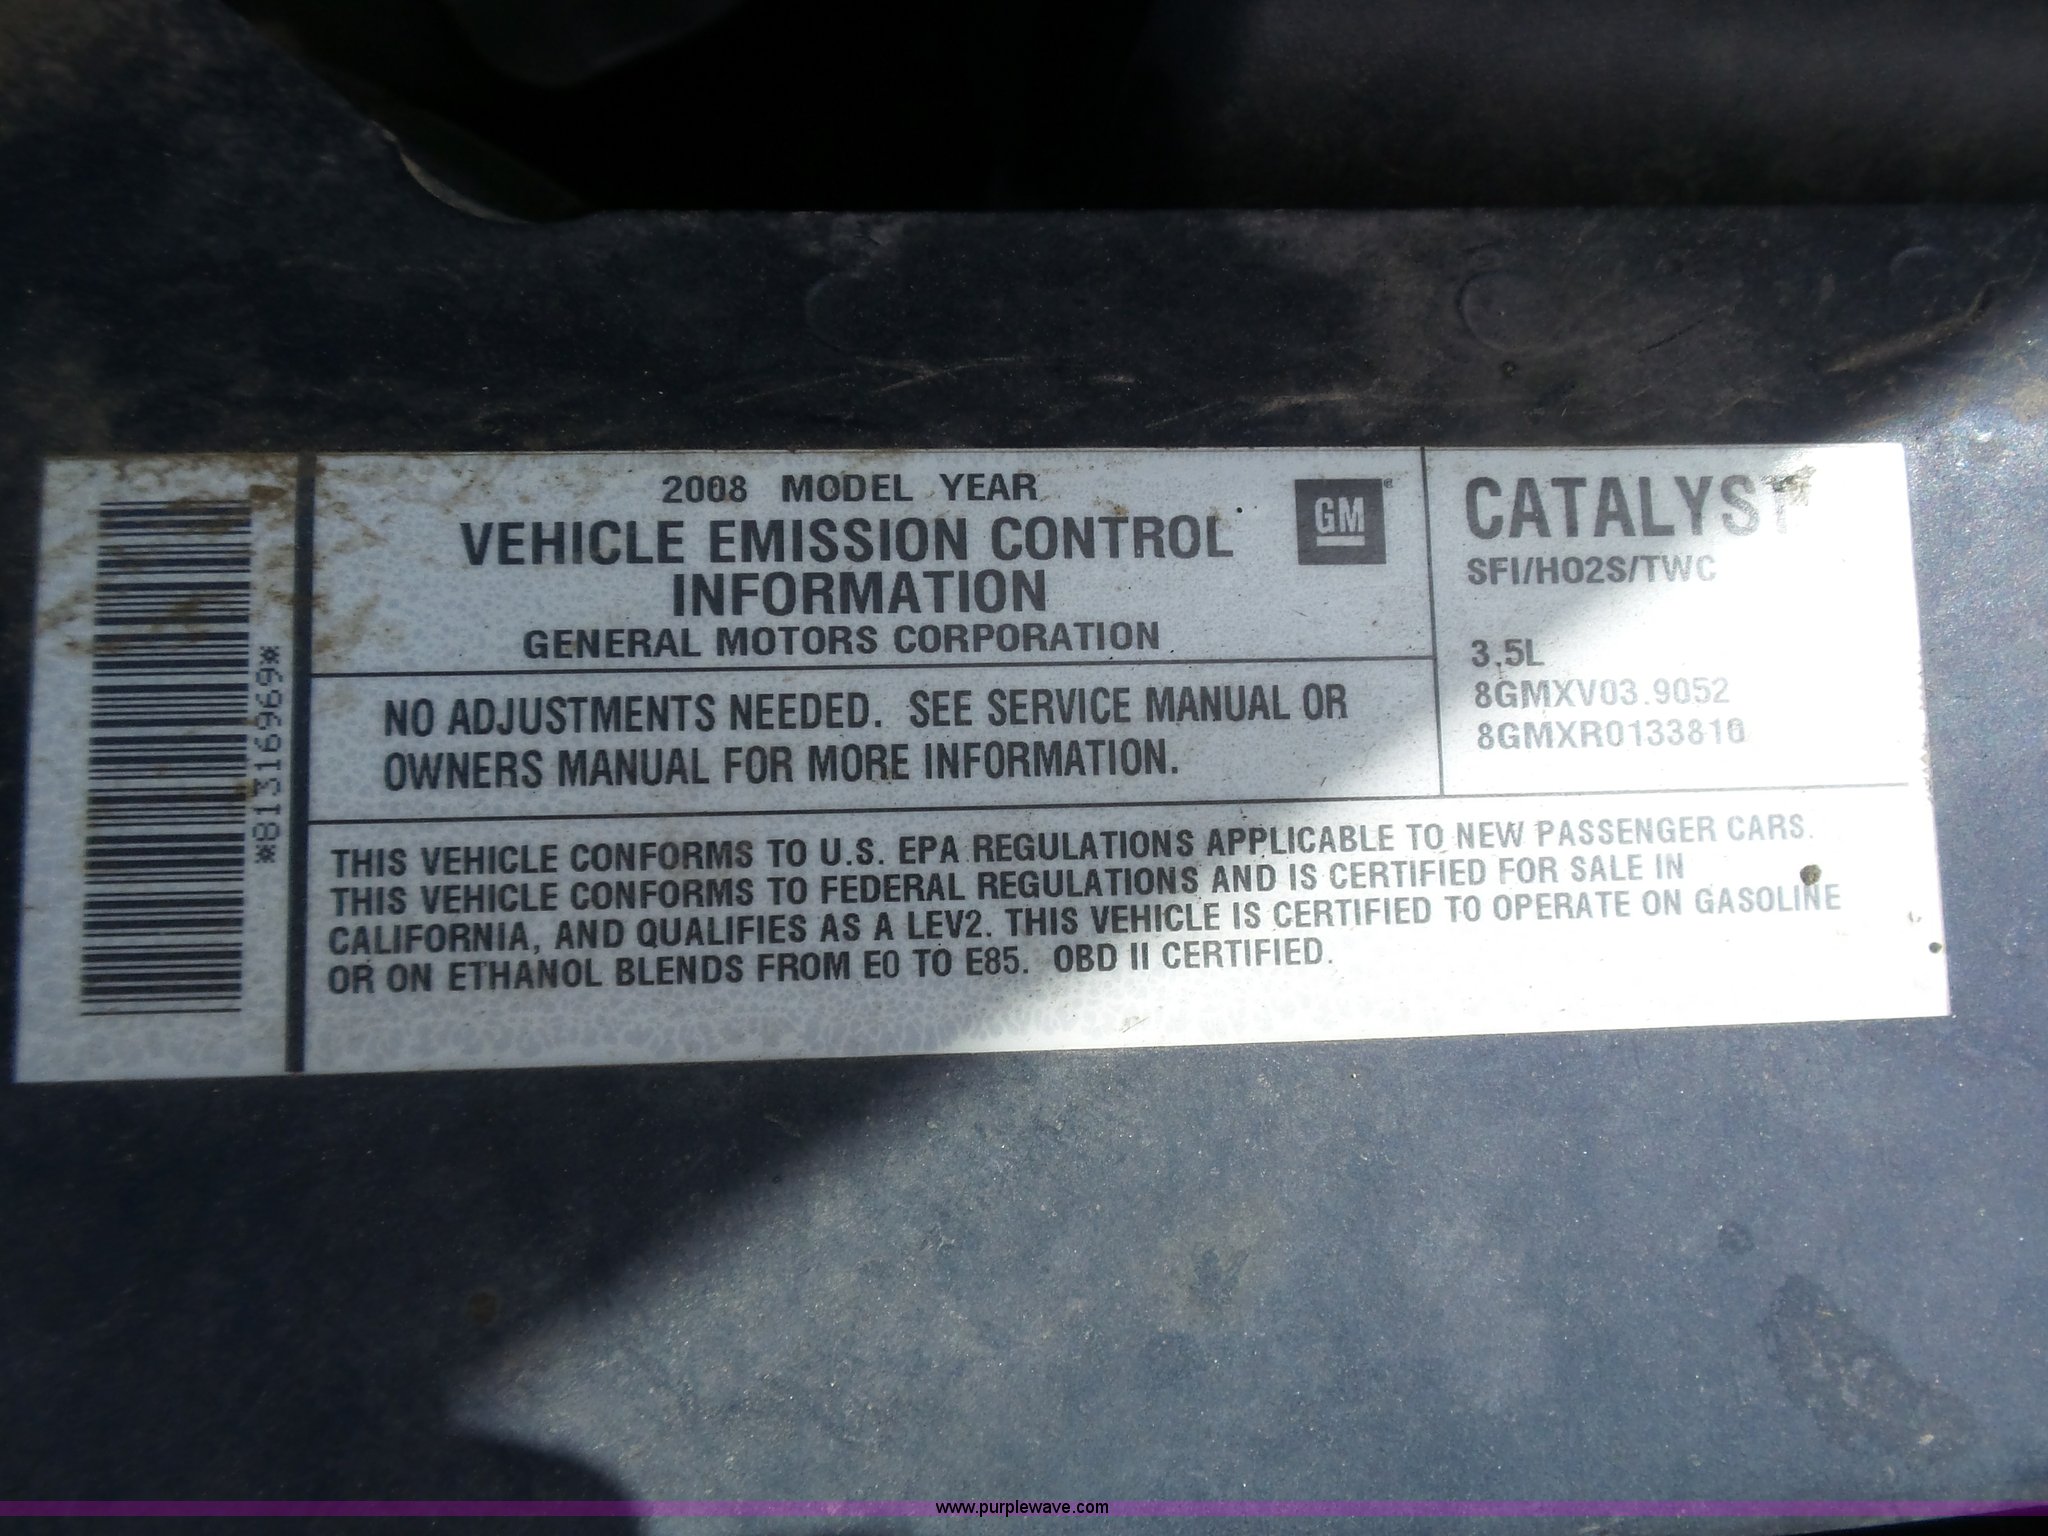 2008 MODEL YEAR
VEHICLE EMISSION CONTROL
INFORMATION
GENERAL MOTORS CORPORATION
GM
CATALYST
SFI/HO2S/TWC
3.5L
8GMXV03.9052
8GMXR0133810
*81316969*
NO ADJUSTMENTS NEEDED. SEE SERVICE MANUAL OR
OWNERS MANUAL FOR MORE INFORMATION.
THIS VEHICLE CONFORMS TO U.S. EPA REGULATIONS APPLICABLE TO NEW PASSENGER CARS.
THIS VEHICLE CONFORMS TO FEDERAL REGULATIONS AND IS CERTIFIED FOR SALE IN
CALIFORNIA, AND QUALIFIES AS A LEV2. THIS VEHICLE IS CERTIFIED TO OPERATE ON GASOLINE
OR ON ETHANOL BLENDS FROM E0 TO E85. OBD II CERTIFIED.
www.purplewave.com